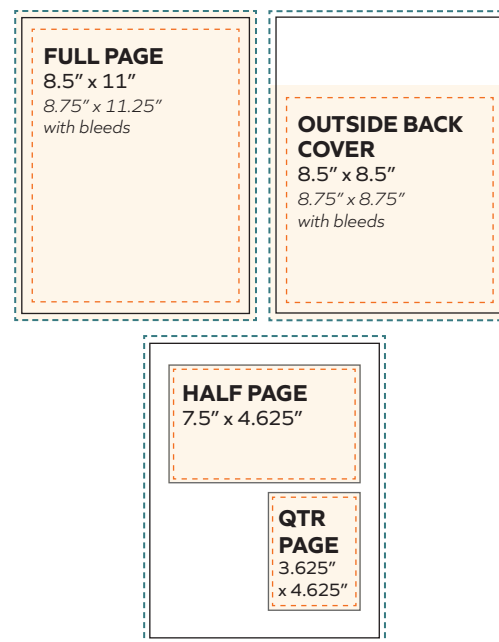 FULL PAGE
8.5” x 11”
8.75” x 11.25”
with bleeds
OUTSIDE BACK
COVER
8.5” x 8.5”
8.75” x 8.75”
with bleeds
HALF PAGE
7.5” x 4.625”
QTR
PAGE
3.625”
x 4.625”